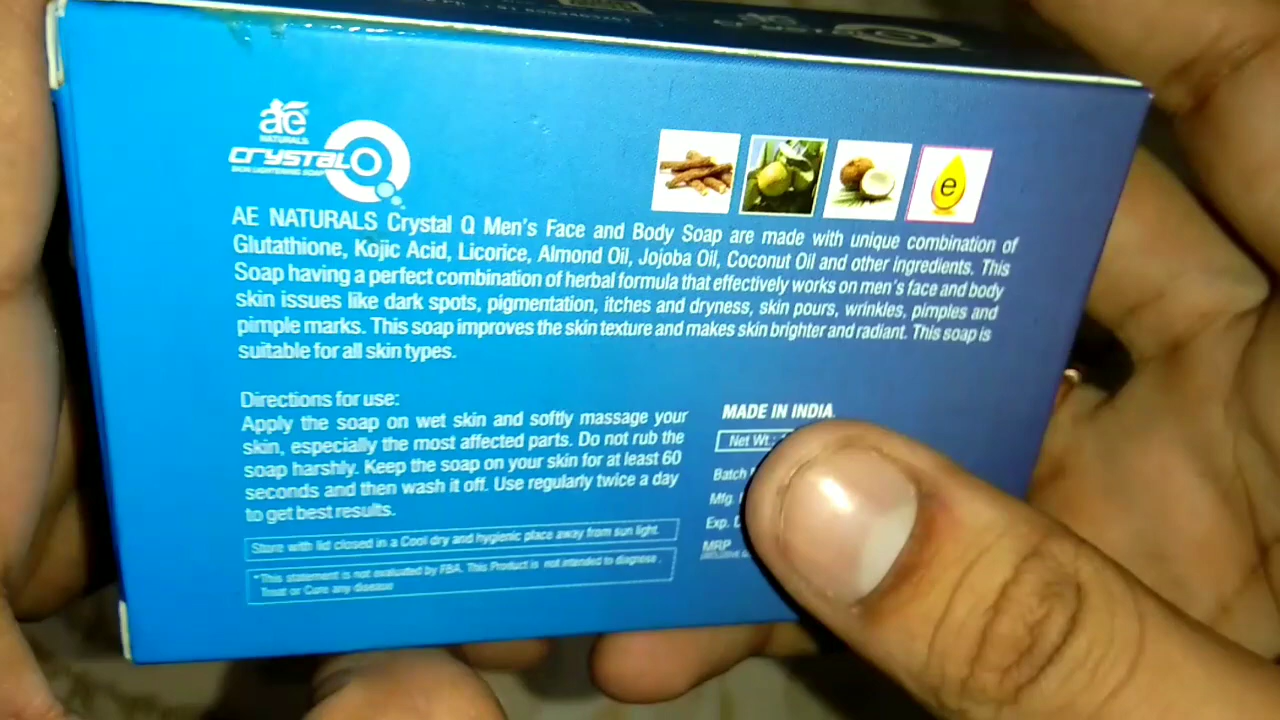 ae
NATURALS
CRYSTAL Q
SKIN LIGHTENING SOAP
e
AE NATURALS Crystal Q Men's Face and Body Soap are made with unique combination of
Glutathione, Kojic Acid, Licorice, Almond Oil, Jojoba Oil, Coconut Oil and other ingredients. This
Soap having a perfect combination of herbal formula that effectively works on men's face and body
skin issues like dark spots, pigmentation, itches and dryness, skin pours, wrinkles, pimples and
pimple marks. This soap improves the skin texture and makes skin brighter and radiant. This soap is
suitable for all skin types.
Directions for use:
Apply the soap on wet skin and softly massage your
skin, especially the most affected parts. Do not rub the
soap harshly. Keep the soap on your skin for at least 60
seconds and then wash it off. Use regularly twice a day
to get best results.
Store with lid closed in a Cool dry and hygienic place away from sun light.
*This statement is not evaluated by FBA. This Product is not intended to diagnose,
Treat or Cure any disease
MADE IN INDIA
Net Wt.:
Batch
Mfg.
Exp.
MRP